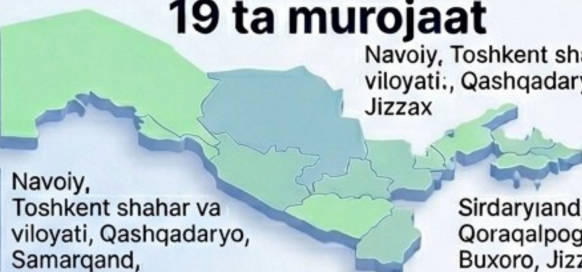 19 ta murojaat
Navoiy, Toshkent sha
viloyati:, Qashqadary
Jizzax
Navoiy,
Toshkent shahar va
viloyati, Qashqadaryo,
Samarqand,
Sirdaryıand
Qoraqalpog
Buxoro, Jizz